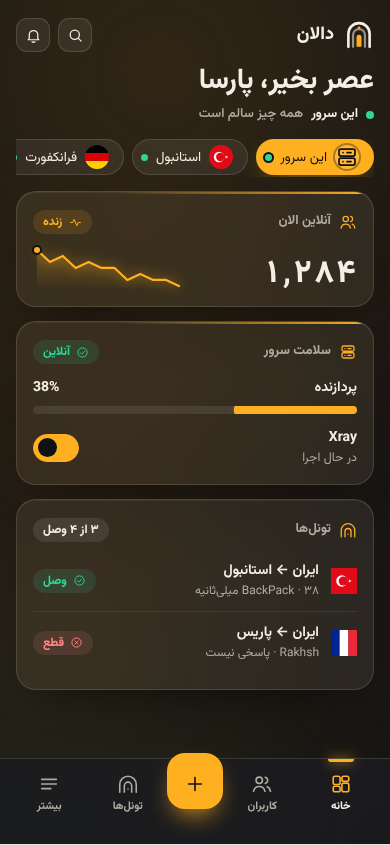 دالان
عصر بخیر، پارسا
این سرور همه چیز سالم است
این سرور
استانبول
فرانکفورت
آنلاین الان
زنده
۱,۲۸۴
سلامت سرور
آنلاین
پردازنده
38%
Xray
در حال اجرا
تونل‌ها
۳ از ۴ وصل
ایران ← استانبول
BackPack · ۳۸ میلی‌ثانیه
وصل
ایران ← پاریس
Rakhsh · پاسخی نیست
قطع
خانه
کاربران
تونل‌ها
بیشتر